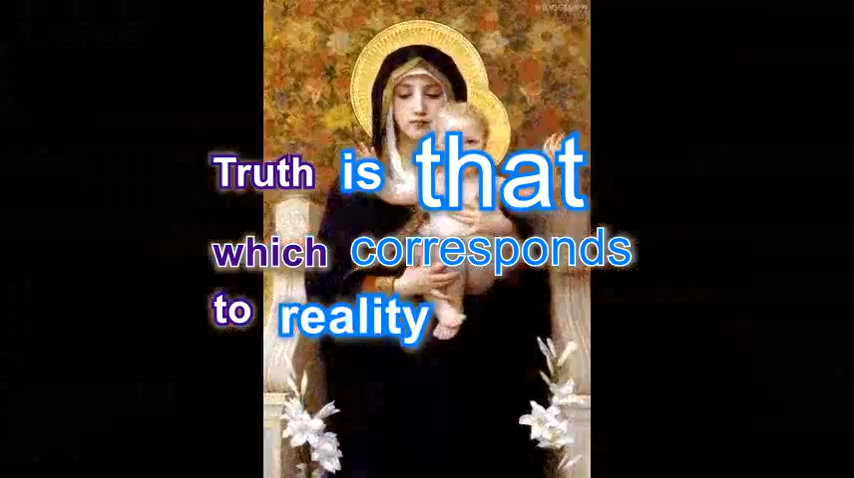 Truth is that
which corresponds
to reality